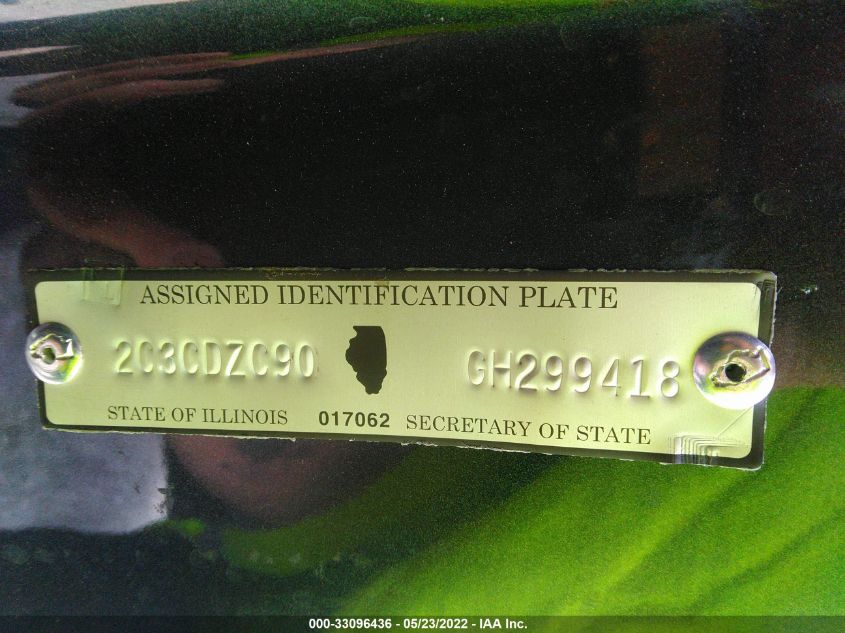 ASSIGNED IDENTIFICATION PLATE
2C3CDZC90 GH299418
STATE OF ILLINOIS 017062 SECRETARY OF STATE
000-33096436 - 05/23/2022 - IAA Inc.